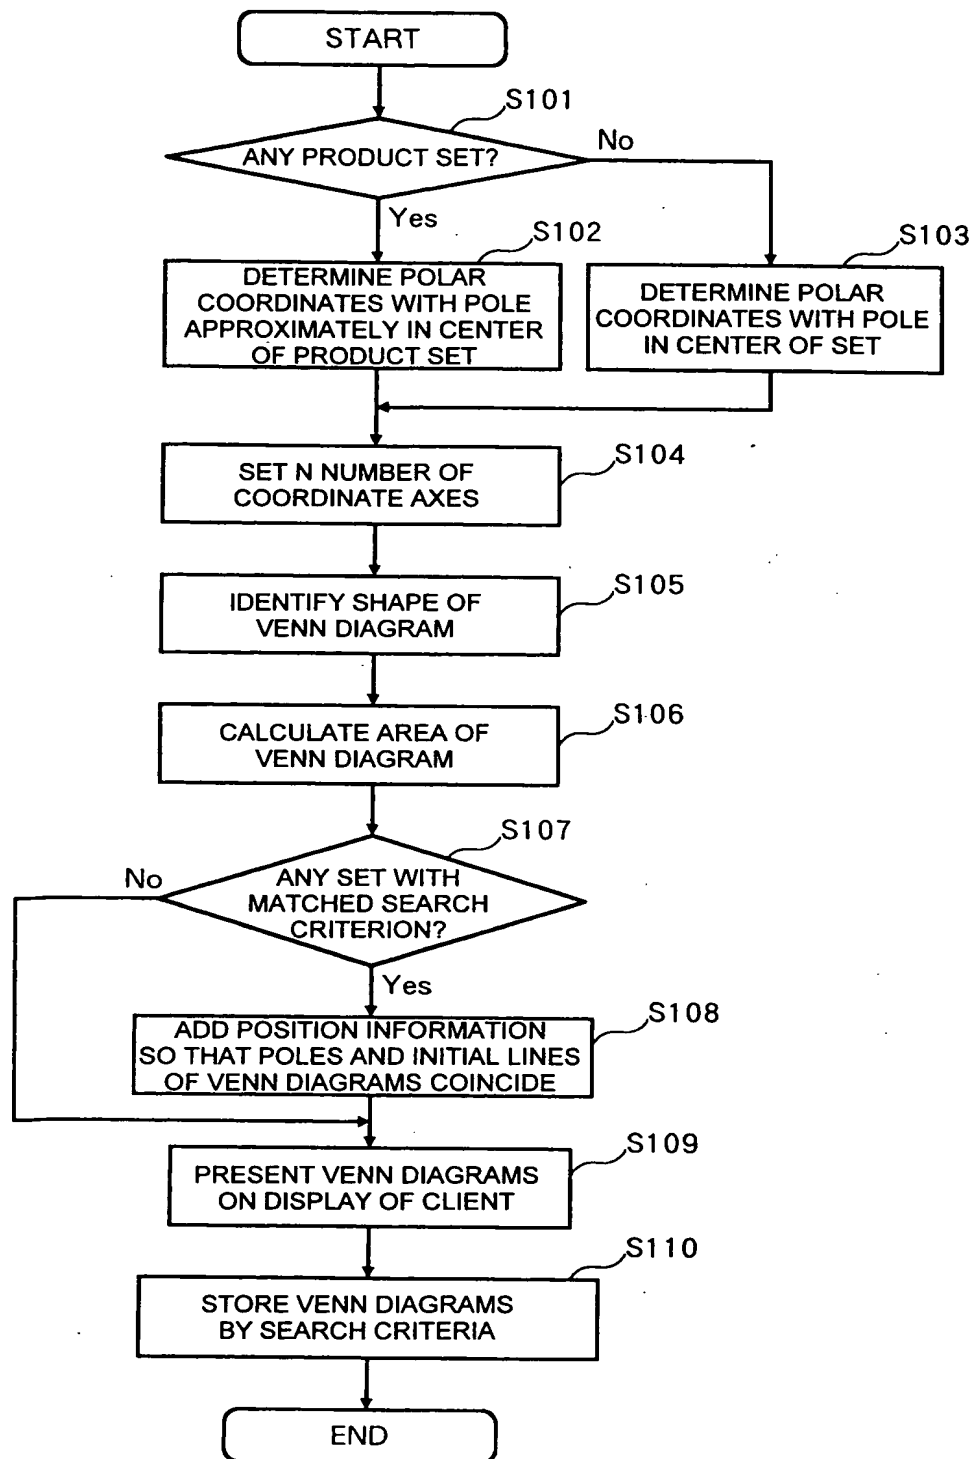 START
S101
ANY PRODUCT SET?
No
Yes
S102
DETERMINE POLAR
COORDINATES WITH POLE
APPROXIMATELY IN CENTER
OF PRODUCT SET
S103
DETERMINE POLAR
COORDINATES WITH POLE
IN CENTER OF SET
S104
SET N NUMBER OF
COORDINATE AXES
S105
IDENTIFY SHAPE OF
VENN DIAGRAM
S106
CALCULATE AREA OF
VENN DIAGRAM
S107
No
ANY SET WITH
MATCHED SEARCH
CRITERION?
Yes
S108
ADD POSITION INFORMATION
SO THAT POLES AND INITIAL LINES
OF VENN DIAGRAMS COINCIDE
S109
PRESENT VENN DIAGRAMS
ON DISPLAY OF CLIENT
S110
STORE VENN DIAGRAMS
BY SEARCH CRITERIA
END